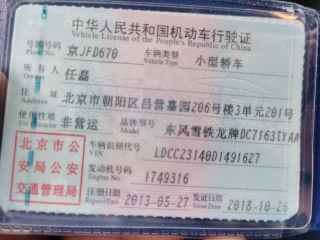 中华人民共和国机动车行驶证
Vehicle License of the People's Republic of China
号牌号码 京JFD670 车辆类型 小型轿车
Plate No. Vehicle Type
所有人 任磊
Owner
住址 北京市朝阳区吕营嘉园206号楼3单元201号
Address
使用性质 非营运 品牌型号 东风雪铁龙牌DC7163TYAA
Use Character Model
北京市公 车辆识别代号 LDCC23140D1491627
VIN
安局公安 发动机号码 1749316
Engine No.
交通管理局 注册日期 2013-05-27 发证日期 2018-10-26
Register Date Issue Date